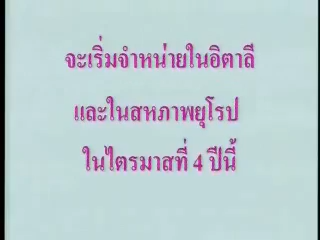 จะเริ่มจำหน่ายในอิตาลี
และในสหภาพยุโรป
ในไตรมาสที่ 4 ปีนี้